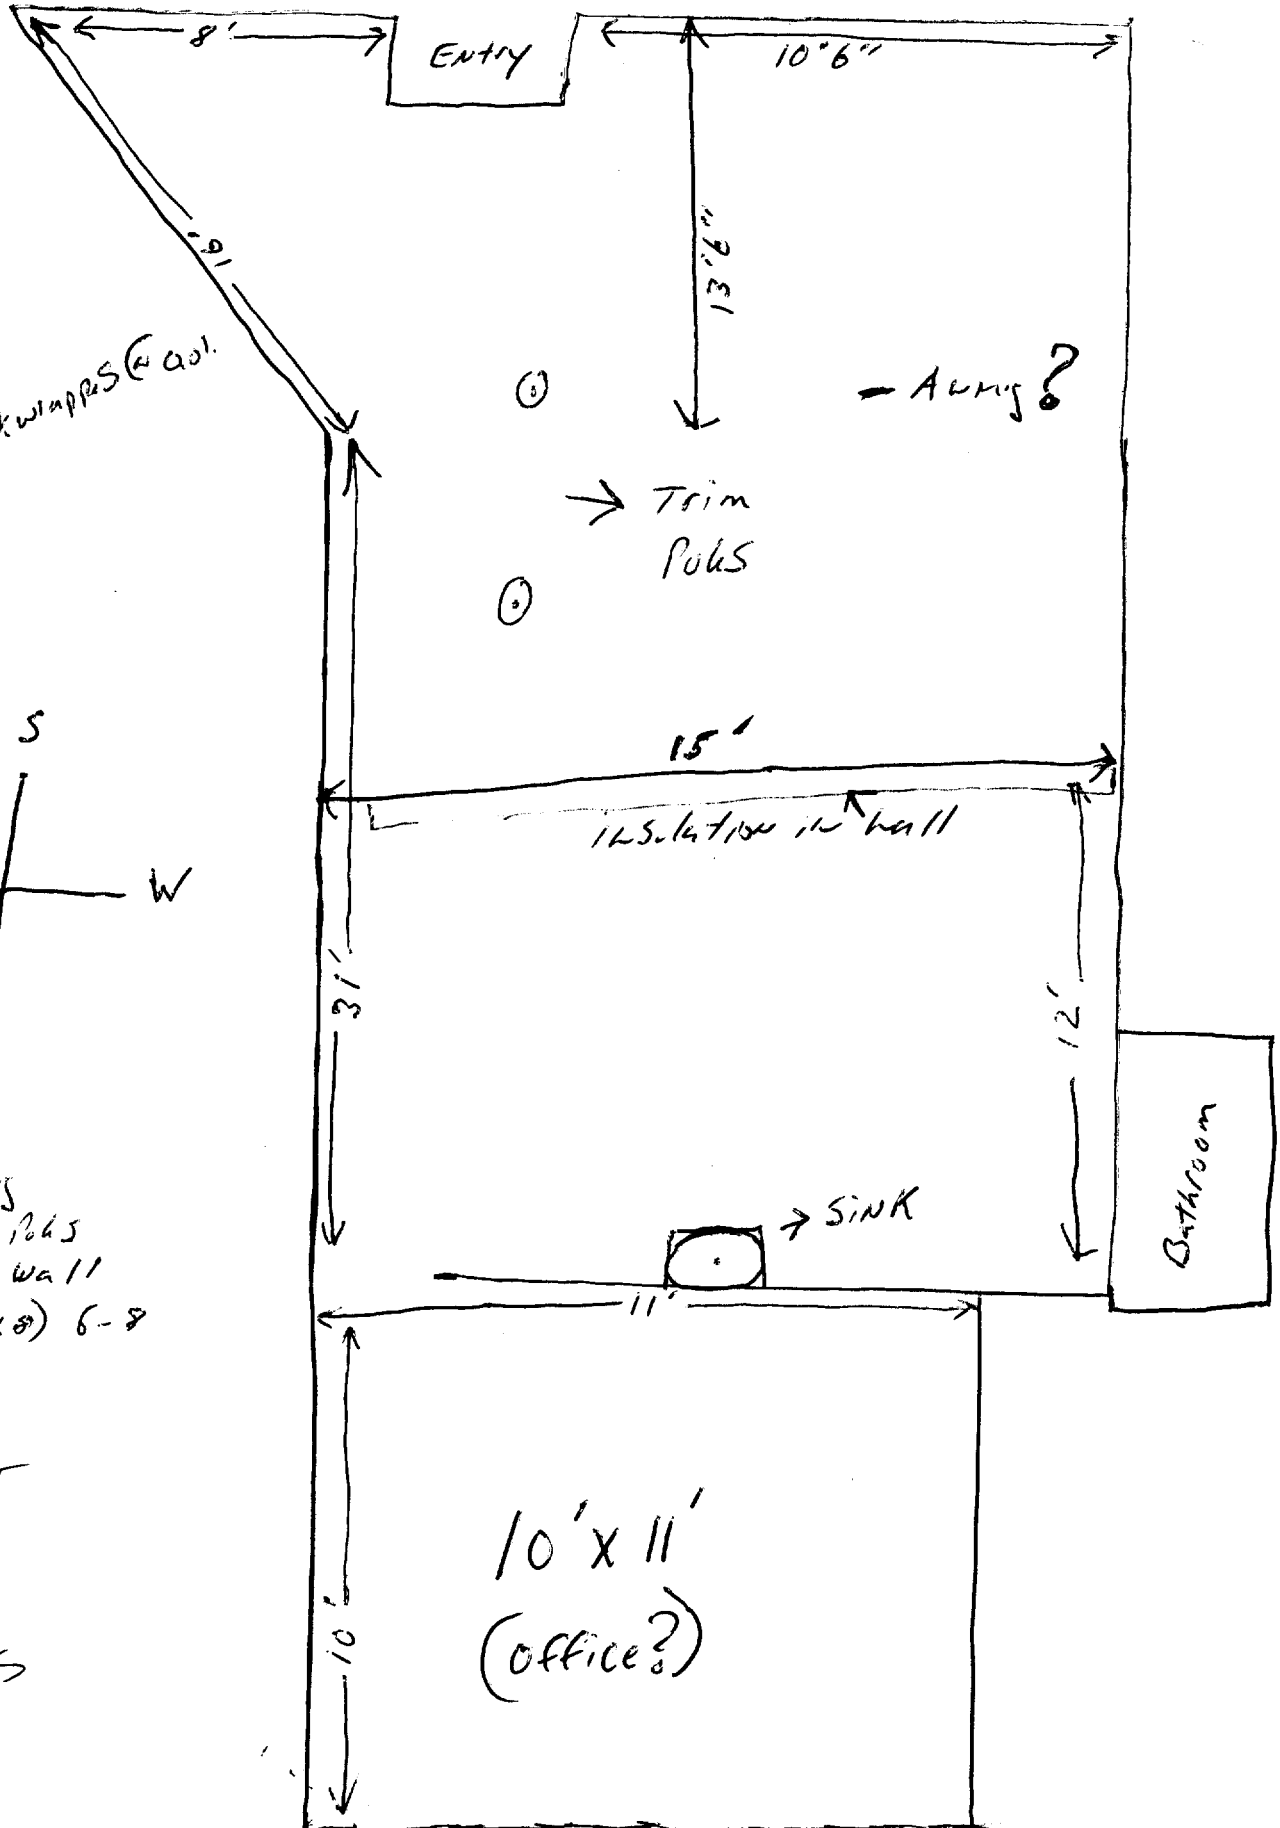 8'
Entry
10'6"
16'
13'6"
- Awnig?
→ Trim
Poles
S
W
15'
insulation in wall
31'
12'
Bathroom
→ SiNK
Poles
wall
6-8
11'
10' x 11'
(office?)
10'